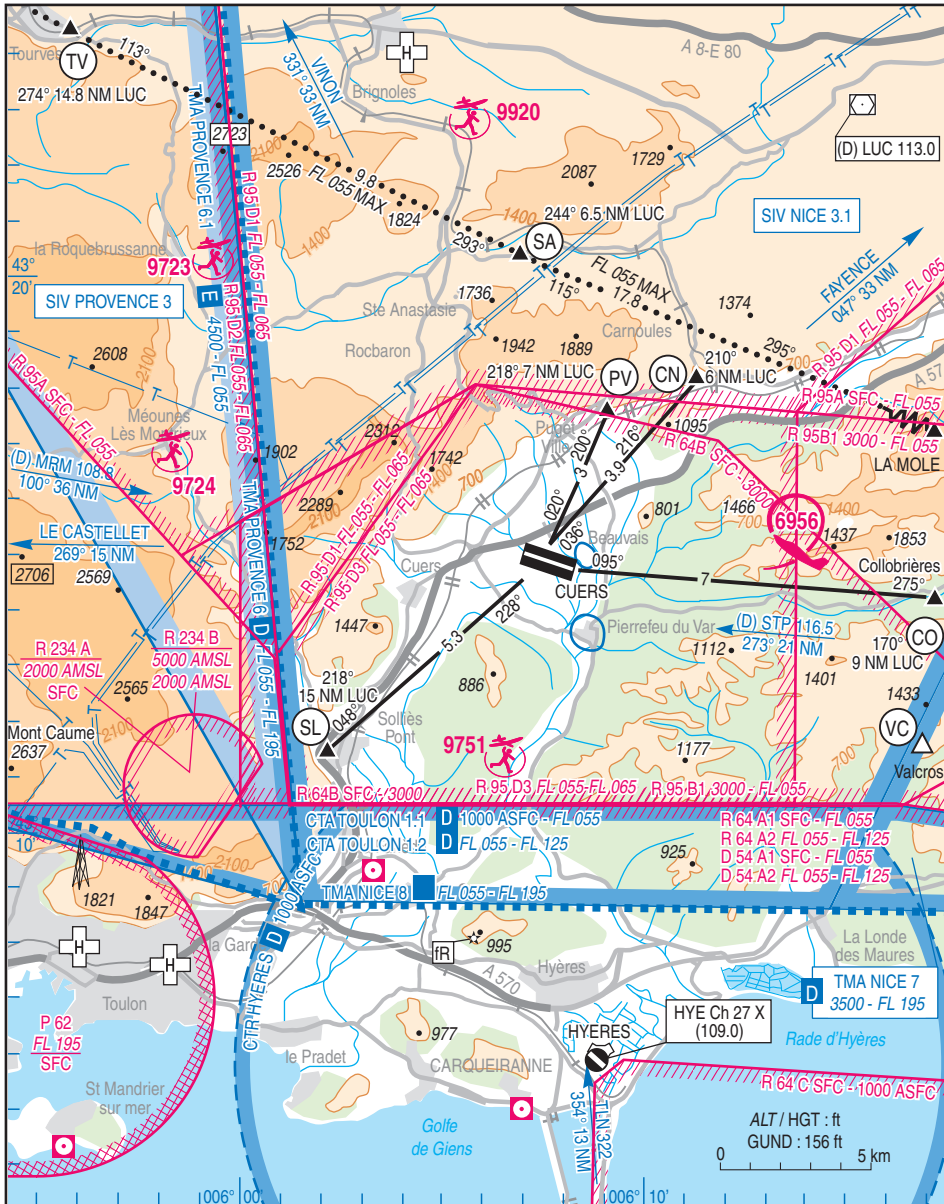 Tourves
TV
274° 14.8 NM LUC
113°
VINON
331° 33 NM
Brignoles
H
A 8-E 80
9920
(D) LUC 113.0
TMA PROVENCE 6.1
2723
2100
2526
FL 055 MAX
9.8
1824
2087
1729
1400
1400
SIV NICE 3.1
244° 6.5 NM LUC
SA
293°
115°
FL 055 MAX
17.8
295°
FAYENCE
047° 33 NM
la Roquebrussanne
9723
43°
20'
SIV PROVENCE 3
E
4500 - FL 055
R 95 D1 FL 055 - FL 065
R 95 D2 FL 055 - FL 065
Ste Anastasie
1736
Rocbaron
1942
1889
Carnoules
1374
R 95 D1 FL 055 - FL 065
A 57
2608
2100
218° 7 NM LUC
PV
CN
210°
6 NM LUC
700
R 95A SFC - FL 055
R 95A SFC - FL 055
R 95B1 3000 - FL 055
LA MOLE
Méounes
Lès Montrieux
9724
(D) MRM 108.8
100° 36 NM
LE CASTELLET
269° 15 NM
2706
2569
1902
1752
2312
2289
2100
1742
1400
700
Puget
Ville
1095
R 64B SFC - 3000
3
200°
020°
3.9
216°
036°
095°
801
1466
700
6956
1400
1437
1853
Collobrières
275°
Beauvais
CUERS
Cuers
7
TMA PROVENCE 6 D FL 055 - FL 195
R 95 D1 FL 055 - FL 065
R 95 D3 FL 055 - FL 065
1447
5.3
228°
048°
Pierrefeu du Var
(D) STP 116.5
273° 21 NM
1112
1401
CO
170°
9 NM LUC
1433
VC
Valcros
R 234 A
2000 AMSL
SFC
R 234 B
5000 AMSL
2000 AMSL
2565
Mont Caume
2637
218°
15 NM LUC
SL
Solliès
Pont
886
9751
1177
700
R 64B SFC - 3000
R 95 D3 FL 055-FL 065
R 95 B1 3000 - FL 055
10'
CTA TOULON 1.1 D 1000 ASFC - FL 055
CTA TOULON 1.2 D FL 055 - FL 125
R 64 A1 SFC - FL 055
R 64 A2 FL 055 - FL 125
D 54 A1 SFC - FL 055
D 54 A2 FL 055 - FL 125
2100
925
TMA NICE 8
FL 055 - FL 195
1821
1847
CTR HYERES D 1000 ASFC
la Gard
fR
995
A 570
Hyères
La Londe
des Maures
H
H
Toulon
D
TMA NICE 7
3500 - FL 195
P 62
FL 195
SFC
977
le Pradet
CARQUEIRANNE
HYERES
HYE Ch 27 X
(109.0)
Rade d'Hyères
St Mandrier
sur mer
Golfe
de Giens
354° 13 NM
TLN 322
R 64 C SFC - 1000 ASFC
ALT / HGT : ft
GUND : 156 ft
0
5 km
006° 00'
006° 10'